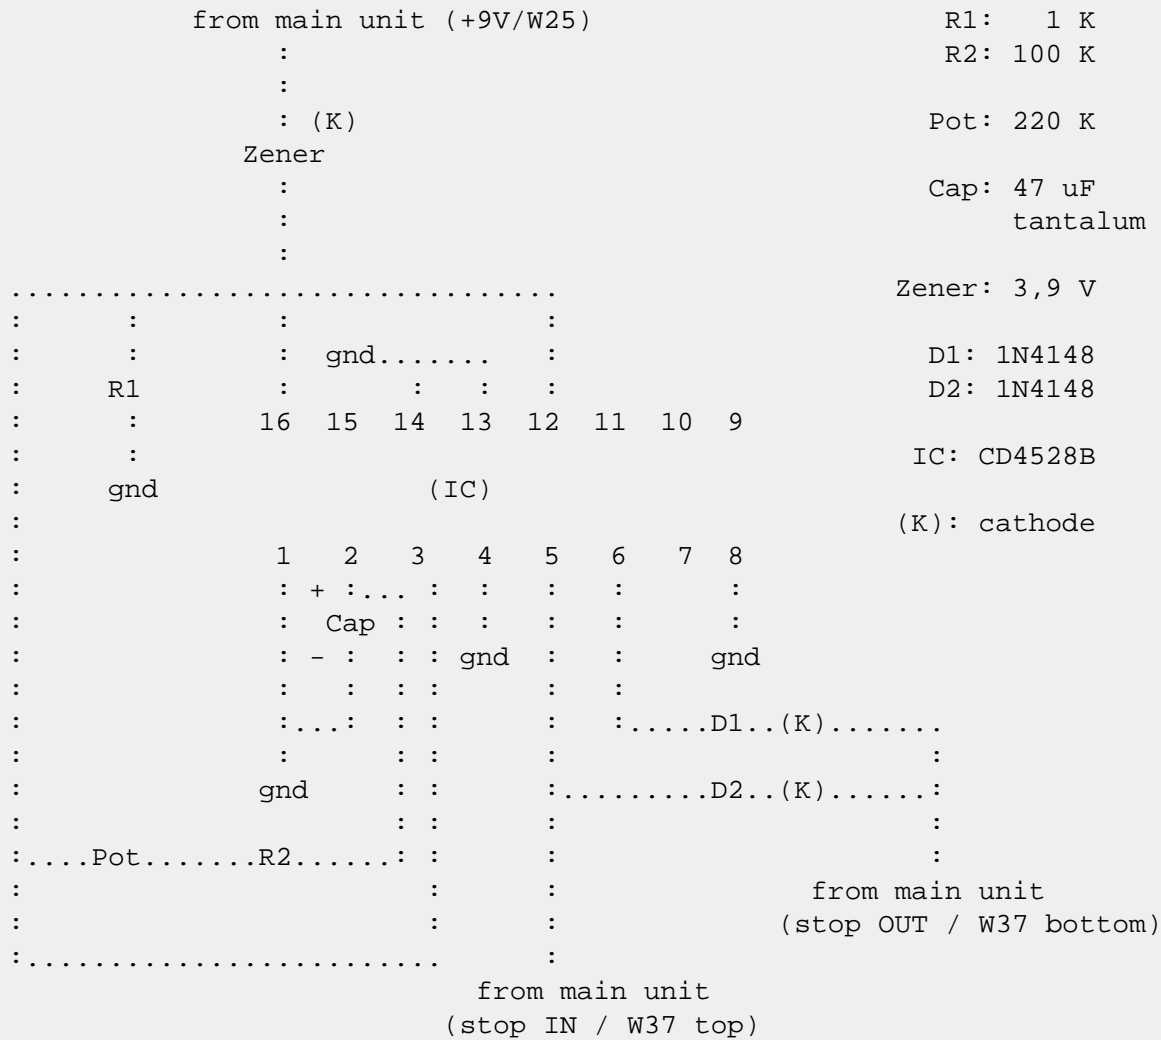 from main unit (+9V/W25)                     R1:   1 K
                :                                       R2: 100 K
                :
                : (K)                                  Pot: 220 K
              Zener
                :                                      Cap: 47 uF
                :                                           tantalum
                :
.................................                    Zener: 3,9 V
:      :        :               :
:      :        :  gnd.......   :                      D1: 1N4148
:     R1        :       :   :   :                      D2: 1N4148
:      :       16  15  14  13  12  11  10  9
:      :                                              IC: CD4528B
:     gnd                (IC)
:                                                    (K): cathode
:               1   2   3   4   5   6   7  8
:               : + :... :  :   :   :      :
:               :  Cap : :  :   :   :      :
:               : - :  : : gnd  :   :     gnd
:               :   :  : :      :   :
:               :...:  : :      :   :.....D1..(K).......
:               :      : :      :                      :
:              gnd     : :      :.........D2..(K)......:
:                      : :      :                      :
:....Pot.......R2......: :      :                      :
:                        :      :               from main unit
:                        :      :             (stop OUT / W37 bottom)
:.........................      :
                            from main unit
                          (stop IN / W37 top)